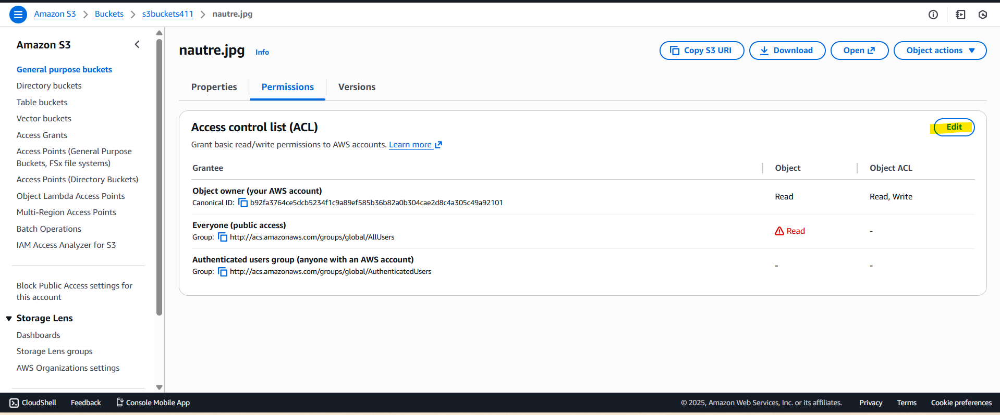 Amazon S3 > Buckets > s3buckets411 > nautre.jpg
Amazon S3
General purpose buckets
Directory buckets
Table buckets
Vector buckets
Access Grants
Access Points (General Purpose
Buckets, FSx file systems)
Access Points (Directory Buckets)
Object Lambda Access Points
Multi-Region Access Points
Batch Operations
IAM Access Analyzer for S3
Block Public Access settings for
this account
Storage Lens
Dashboards
Storage Lens groups
AWS Organizations settings
nautre.jpg Info
Copy S3 URI Download Open Object actions
Properties Permissions Versions
Access control list (ACL) Edit
Grant basic read/write permissions to AWS accounts. Learn more
Grantee Object Object ACL
Object owner (your AWS account)
Canonical ID: b92fa3764ce5dcb5234f1c9a89ef585b36b82a0b304cae2d8c4a305c49a92101
Read Read, Write
Everyone (public access)
Group: http://acs.amazonaws.com/groups/global/AllUsers
Read -
Authenticated users group (anyone with an AWS account)
Group: http://acs.amazonaws.com/groups/global/AuthenticatedUsers
- -
CloudShell Feedback Console Mobile App © 2025, Amazon Web Services, Inc. or its affiliates. Privacy Terms Cookie preferences